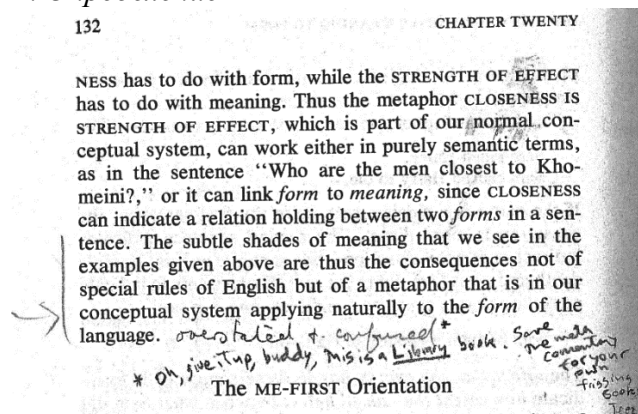 132
CHAPTER TWENTY
NESS has to do with form, while the STRENGTH OF EFFECT
has to do with meaning. Thus the metaphor CLOSENESS IS
STRENGTH OF EFFECT, which is part of our normal con-
ceptual system, can work either in purely semantic terms,
as in the sentence “Who are the men closest to Kho-
meini?,” or it can link form to meaning, since CLOSENESS
can indicate a relation holding between two forms in a sen-
tence. The subtle shades of meaning that we see in the
examples given above are thus the consequences not of
special rules of English but of a metaphor that is in our
conceptual system applying naturally to the form of the
language. overstated + confused*
* Oh, give it up, buddy, this is a Library book. Save
the meta
commentary
for your
own
frigging
book
The ME-FIRST Orientation